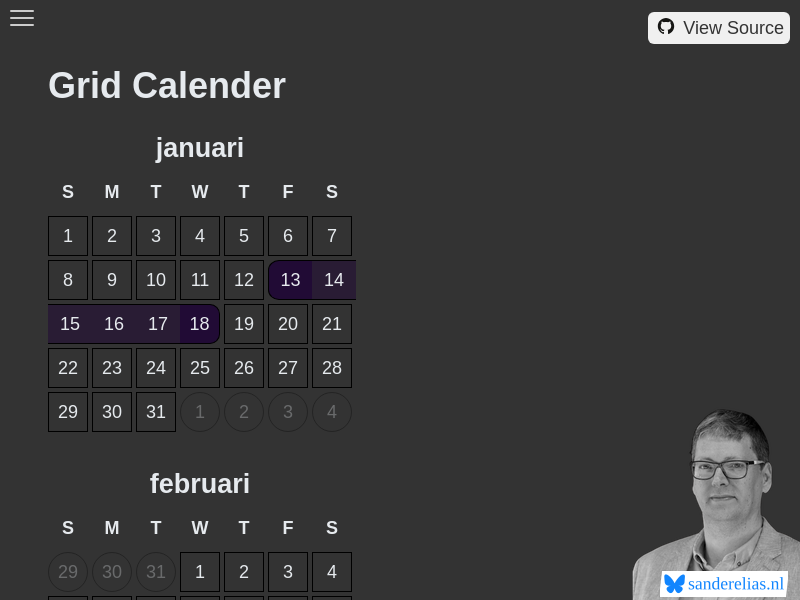 View Source
Grid Calender
januari
S M T W T F S
1 2 3 4 5 6 7
8 9 10 11 12 13 14
15 16 17 18 19 20 21
22 23 24 25 26 27 28
29 30 31 1 2 3 4
februari
S M T W T F S
29 30 31 1 2 3 4
sanderelias.nl